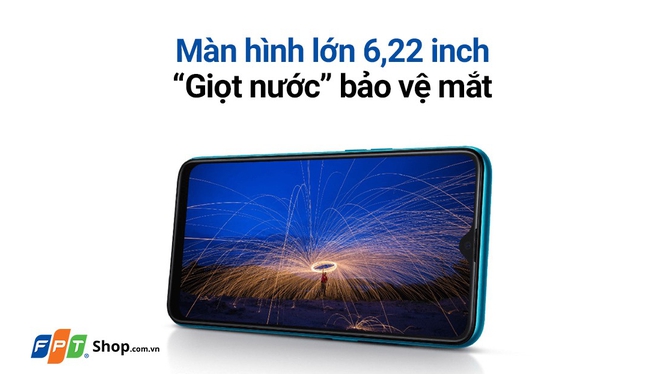 Màn hình lớn 6,22 inch
“Giọt nước” bảo vệ mắt
FPT® Shop.com.vn